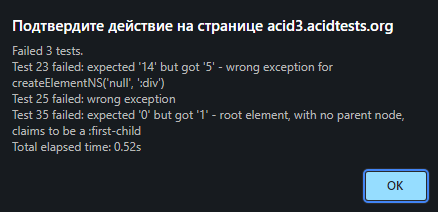 Подтвердите действие на странице acid3.acidtests.org
Failed 3 tests.
Test 23 failed: expected '14' but got '5' - wrong exception for
createElementNS('null', ':div')
Test 25 failed: wrong exception
Test 35 failed: expected '0' but got '1' - root element, with no parent node,
claims to be a :first-child
Total elapsed time: 0.52s
OK